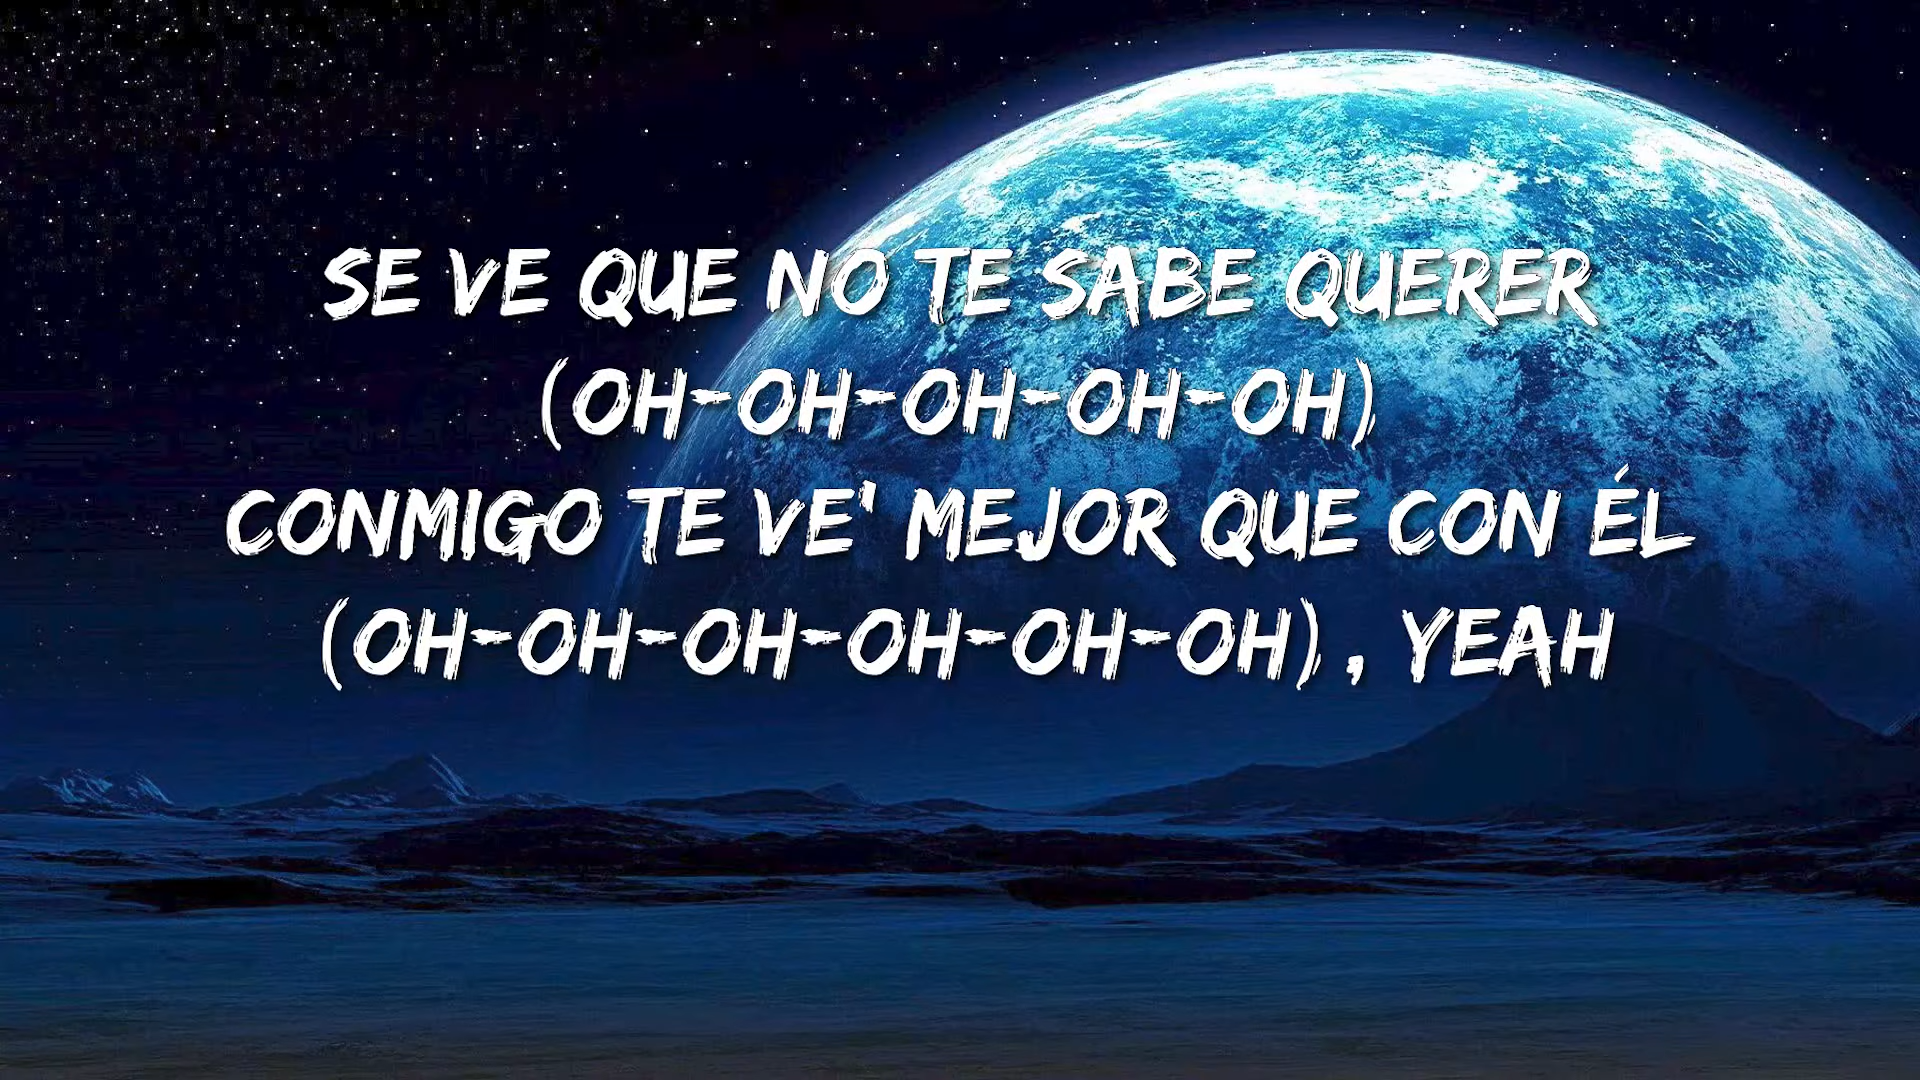 SE VE QUE NO TE SABE QUERER
(OH-OH-OH-OH-OH)
CONMIGO TE VE' MEJOR QUE CON ÉL
(OH-OH-OH-OH-OH-OH), YEAH